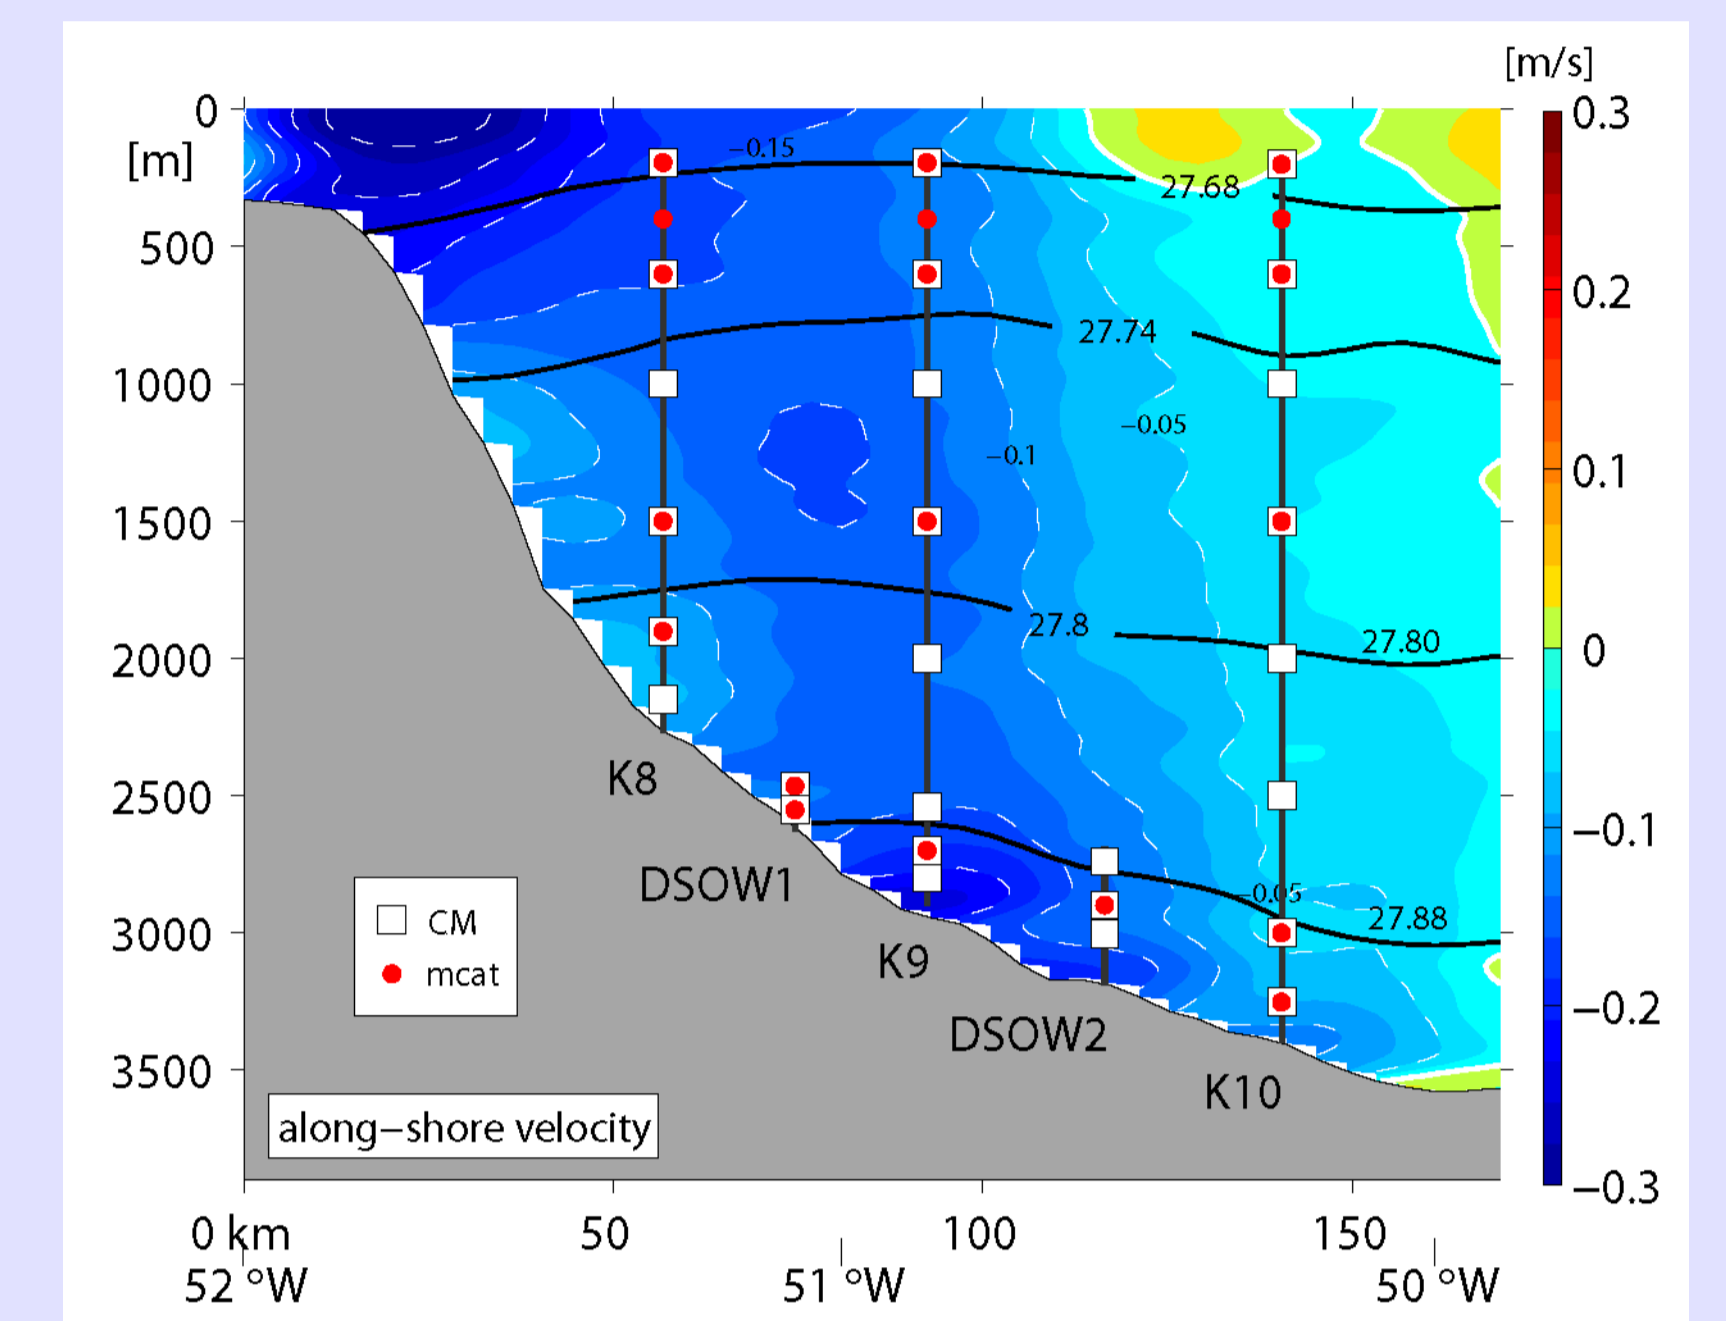 [m/s]
0
[m]
500
1000
1500
2000
2500
3000
3500
−0.15
27.68
27.74
−0.05
−0.1
27.8
27.80
−0.05
27.88
K8
DSOW1
K9
DSOW2
K10
CM
mcat
along−shore velocity
0.3
0.2
0.1
0
−0.1
−0.2
−0.3
0 km 50 100 150
52 °W 51 °W 50 °W